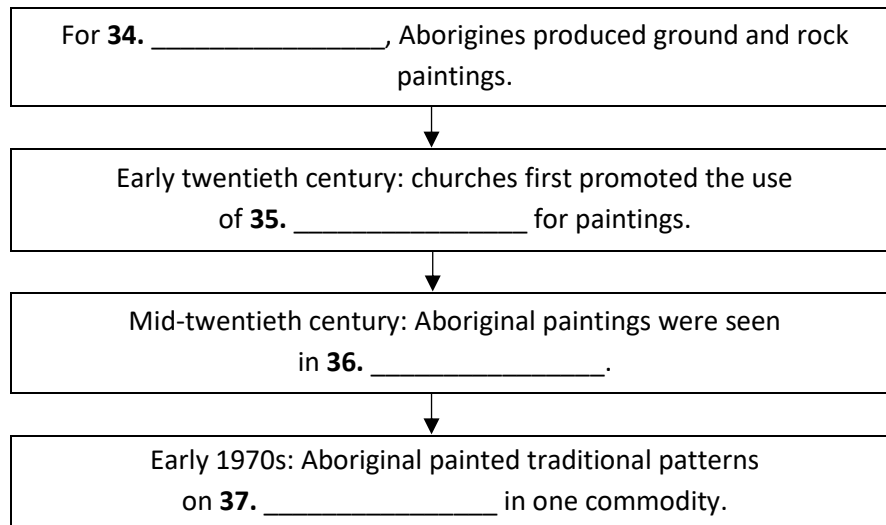 For 34. ________________, Aborigines produced ground and rock
paintings.
Early twentieth century: churches first promoted the use
of 35. ________________ for paintings.
Mid-twentieth century: Aboriginal paintings were seen
in 36. ________________.
Early 1970s: Aboriginal painted traditional patterns
on 37. ________________ in one commodity.